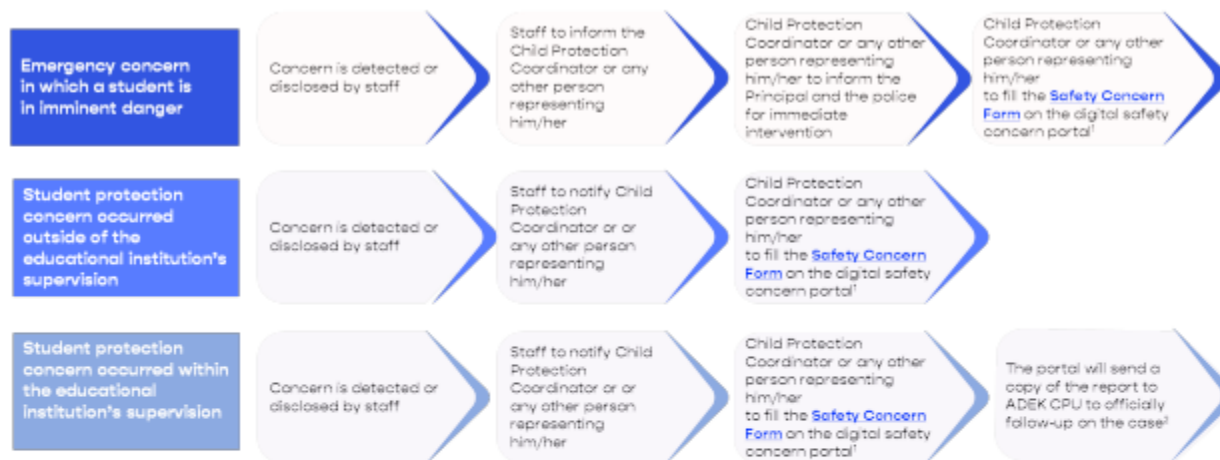 Emergency concern
in which a student is
in imminent danger
Concern is detected or
disclosed by staff
Staff to inform the
Child Protection
Coordinator or any
other person
representing
him/her
Child Protection
Coordinator or any other
person representing
him/her to inform the
Principal and the police
for immediate
intervention
Child Protection
Coordinator or any other
person representing
him/her
to fill the Safety Concern
Form on the digital safety
concern portal¹
Student protection
concern occurred
outside of the
educational institution's
supervision
Concern is detected or
disclosed by staff
Staff to notify Child
Protection
Coordinator or or
any other person
representing
him/her
Child Protection
Coordinator or any other
person representing
him/her
to fill the Safety Concern
Form on the digital safety
concern portal¹
Student protection
concern occurred within
the educational
institution's supervision
Concern is detected or
disclosed by staff
Staff to notify Child
Protection
Coordinator or or
any other person
representing
him/her
Child Protection
Coordinator or any other
person representing
him/her
to fill the Safety Concern
Form on the digital safety
concern portal¹
The portal will send a
copy of the report to
ADEK CPU to officially
follow-up on the case²